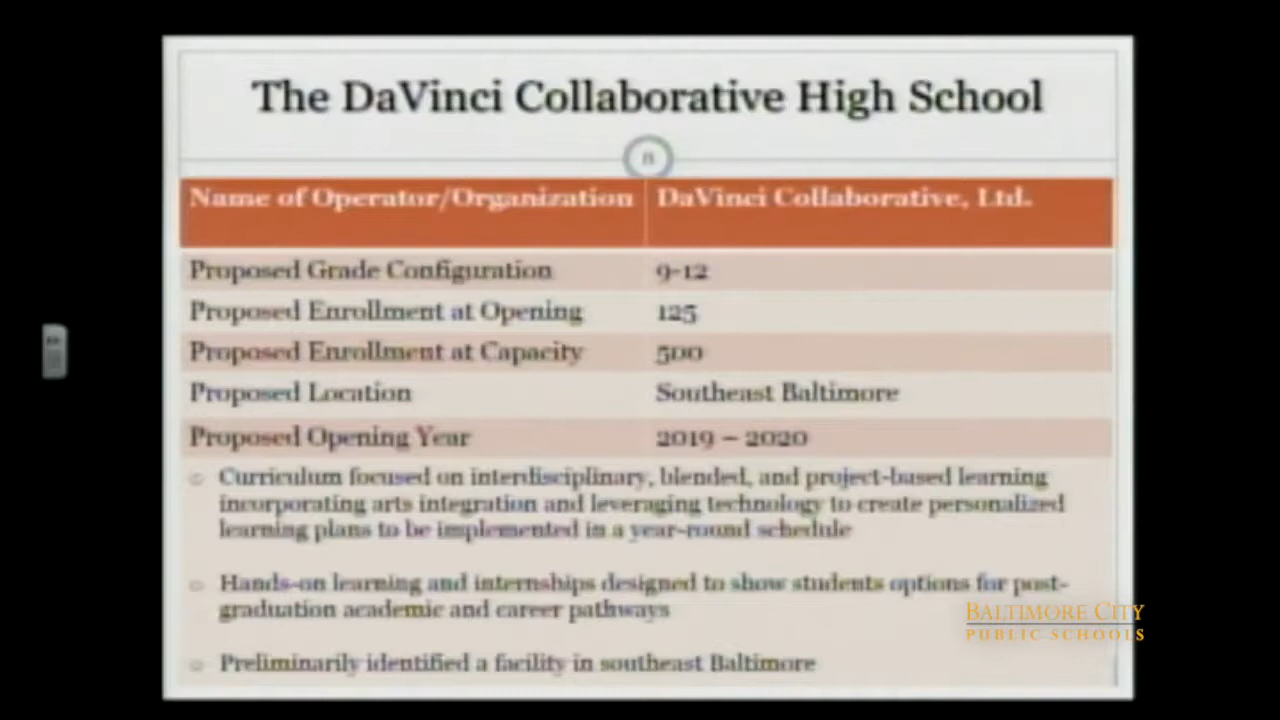 The DaVinci Collaborative High School
8
Name of Operator/Organization DaVinci Collaborative, Ltd.
Proposed Grade Configuration 9-12
Proposed Enrollment at Opening 125
Proposed Enrollment at Capacity 500
Proposed Location Southeast Baltimore
Proposed Opening Year 2019 – 2020
Curriculum focused on interdisciplinary, blended, and project-based learning
incorporating arts integration and leveraging technology to create personalized
learning plans to be implemented in a year-round schedule
Hands-on learning and internships designed to show students options for post-
graduation academic and career pathways
Preliminarily identified a facility in southeast Baltimore
BALTIMORE CITY
PUBLIC SCHOOLS